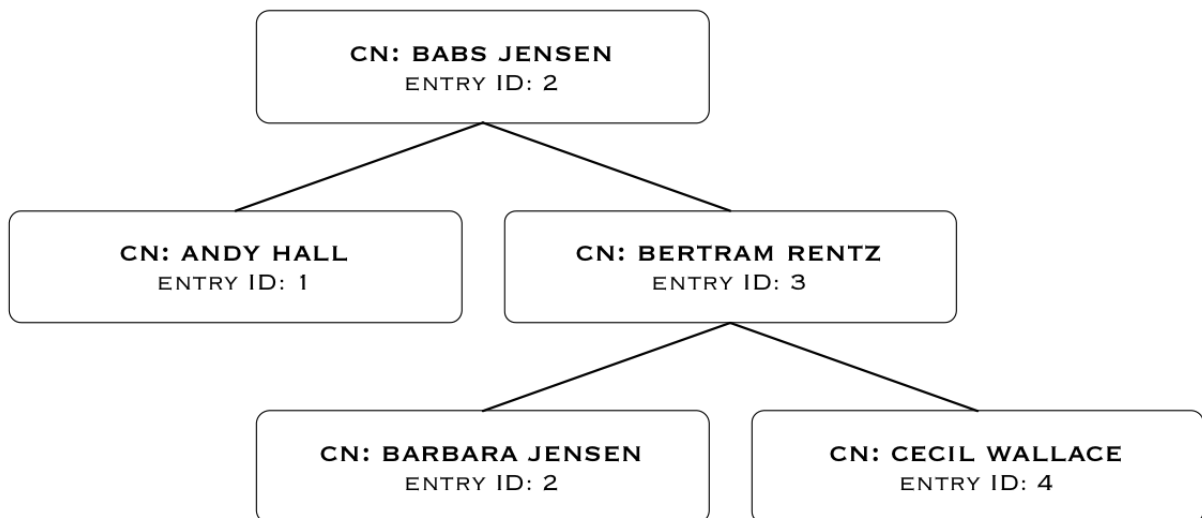 CN: BABS JENSEN
ENTRY ID: 2
CN: ANDY HALL
ENTRY ID: 1
CN: BERTRAM RENTZ
ENTRY ID: 3
CN: BARBARA JENSEN
ENTRY ID: 2
CN: CECIL WALLACE
ENTRY ID: 4